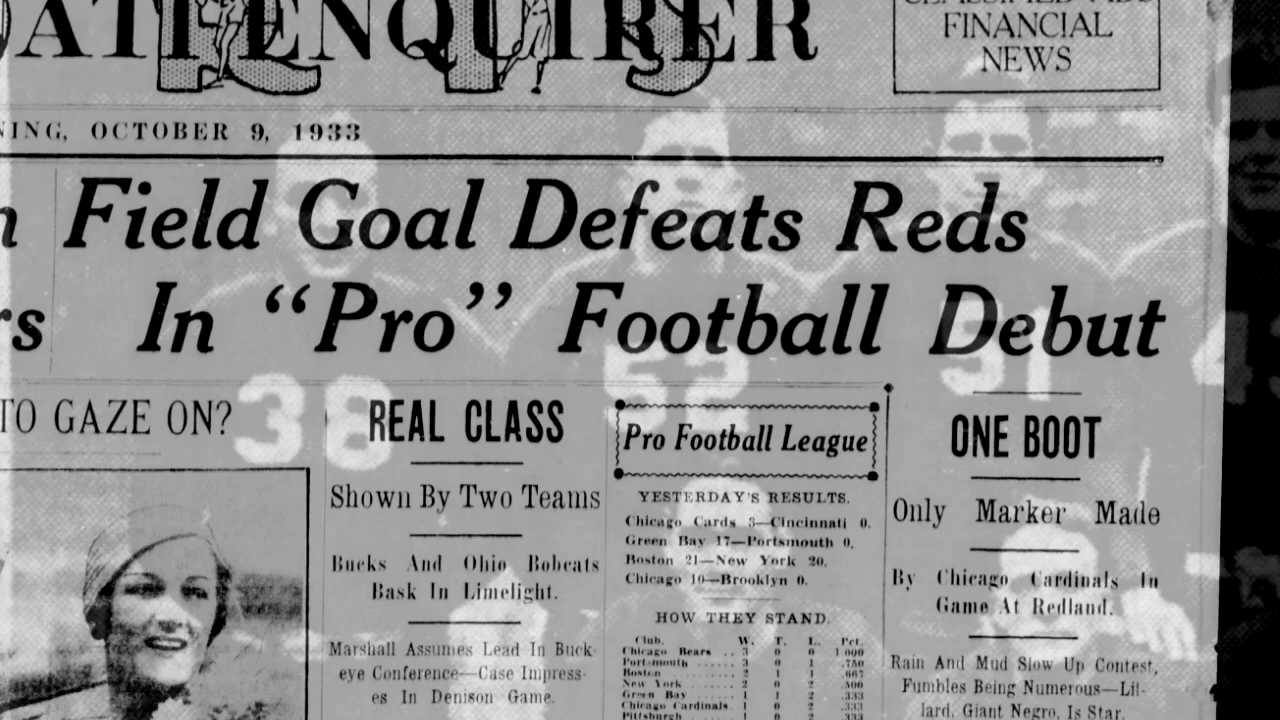 ATI ENQUIRER
SPORTS
CLASSIFIED ADS
FINANCIAL
NEWS
NING, OCTOBER 9, 1933
n Field Goal Defeats Reds
rs In "Pro" Football Debut
TO GAZE ON?
38
52
31
4
REAL CLASS
Shown By Two Teams
Bucks And Ohio Bobcats
Bask In Limelight.
Marshall Assumes Lead In Buck-
eye Conference—Case Impress-
es In Denison Game.
Pro Football League
YESTERDAY'S RESULTS.
Chicago Cards 3—Cincinnati 0.
Green Bay 17—Portsmouth 0.
Boston 21—New York 20.
Chicago 10—Brooklyn 0.
HOW THEY STAND.
Club. W. T. L. Pct.
Chicago Bears .. 3 0 0 1.000
Portsmouth ...... 3 0 1 .750
Boston ........ 2 1 1 .667
New York ...... 2 0 2 .500
Green Bay ..... 1 1 2 .333
Chicago Cardinals. 1 0 2 .333
Pittsburgh ..... 1 0 2 .333
ONE BOOT
Only Marker Made
By Chicago Cardinals In
Game At Redland.
Rain And Mud Slow Up Contest,
Fumbles Being Numerous—Lil-
lard, Giant Negro, Is Star.